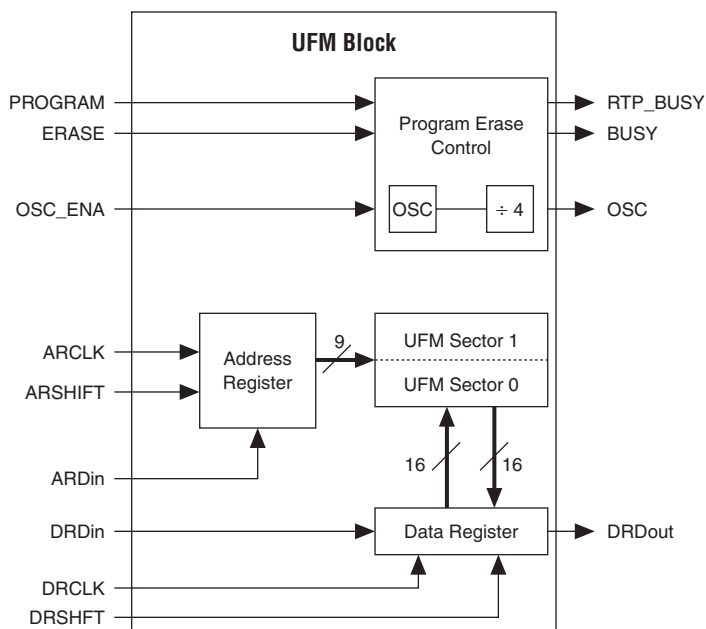 UFM Block
PROGRAM
RTP_BUSY
ERASE
Program Erase
Control
BUSY
OSC_ENA
OSC
÷ 4
OSC
ARCLK
Address
Register
9
UFM Sector 1
ARSHIFT
UFM Sector 0
ARDin
16
16
DRDin
Data Register
DRDout
DRCLK
DRSHFT